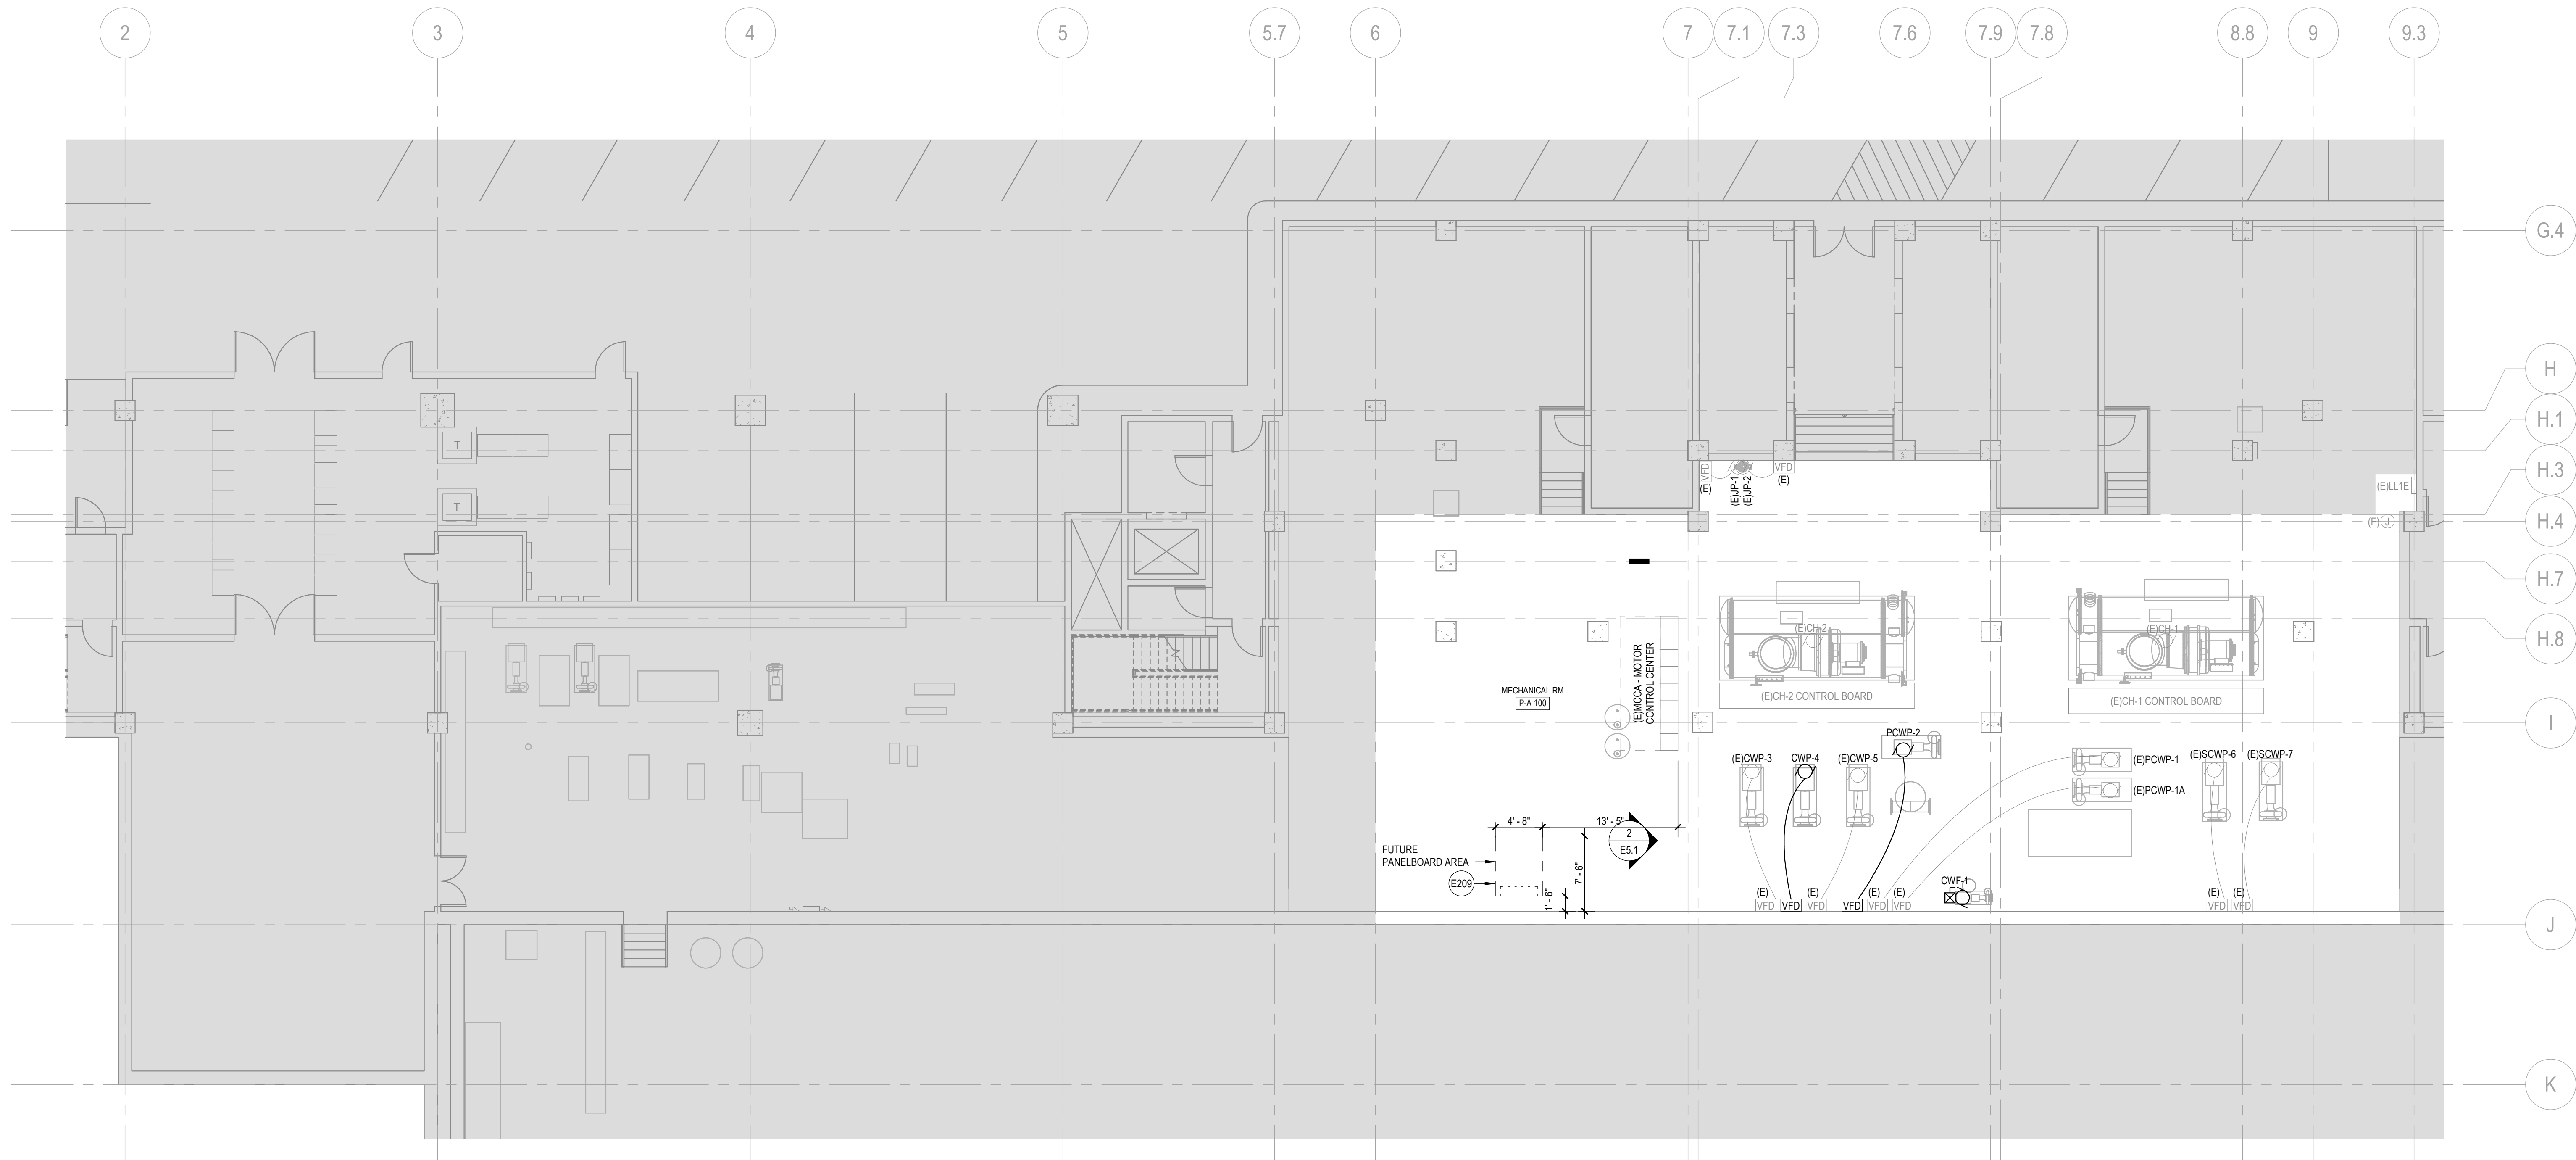 2
3
4
5
5.7
6
7
7.1
7.3
7.6
7.9
7.8
8.8
9
9.3
G.4
H
H.1
H.3
H.4
H.7
H.8
I
J
K
T
T
VFD
(E)
(E)JP-1
(E)JP-2
VFD
(E)
(E)LL1E
(E) J
(E)CH-2
(E)CH-2 CONTROL BOARD
(E)CH-1
(E)CH-1 CONTROL BOARD
MECHANICAL RM
P-A 100
(E)MCCA - MOTOR
CONTROL CENTER
PCWP-2
(E)CWP-3
CWP-4
(E)CWP-5
(E)PCWP-1
(E)PCWP-1A
(E)SCWP-6
(E)SCWP-7
4' - 8"
13' - 5"
2
E5.1
FUTURE
PANELBOARD AREA
E209
7' - 6"
1' - 6"
CWF-1
(E)
VFD
VFD
(E)
VFD
VFD
(E)
VFD
(E)
VFD
(E)
VFD
(E)
VFD